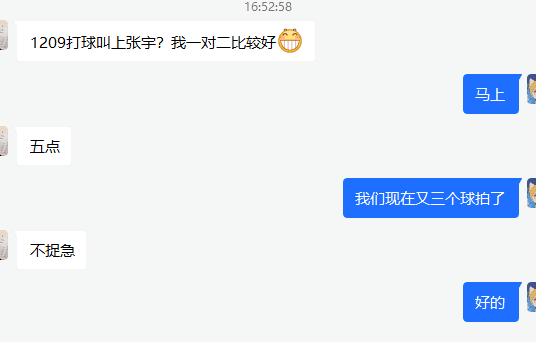 16:52:58
1209打球叫上张宇？我一对二比较好
马上
五点
我们现在又三个球拍了
不捉急
好的